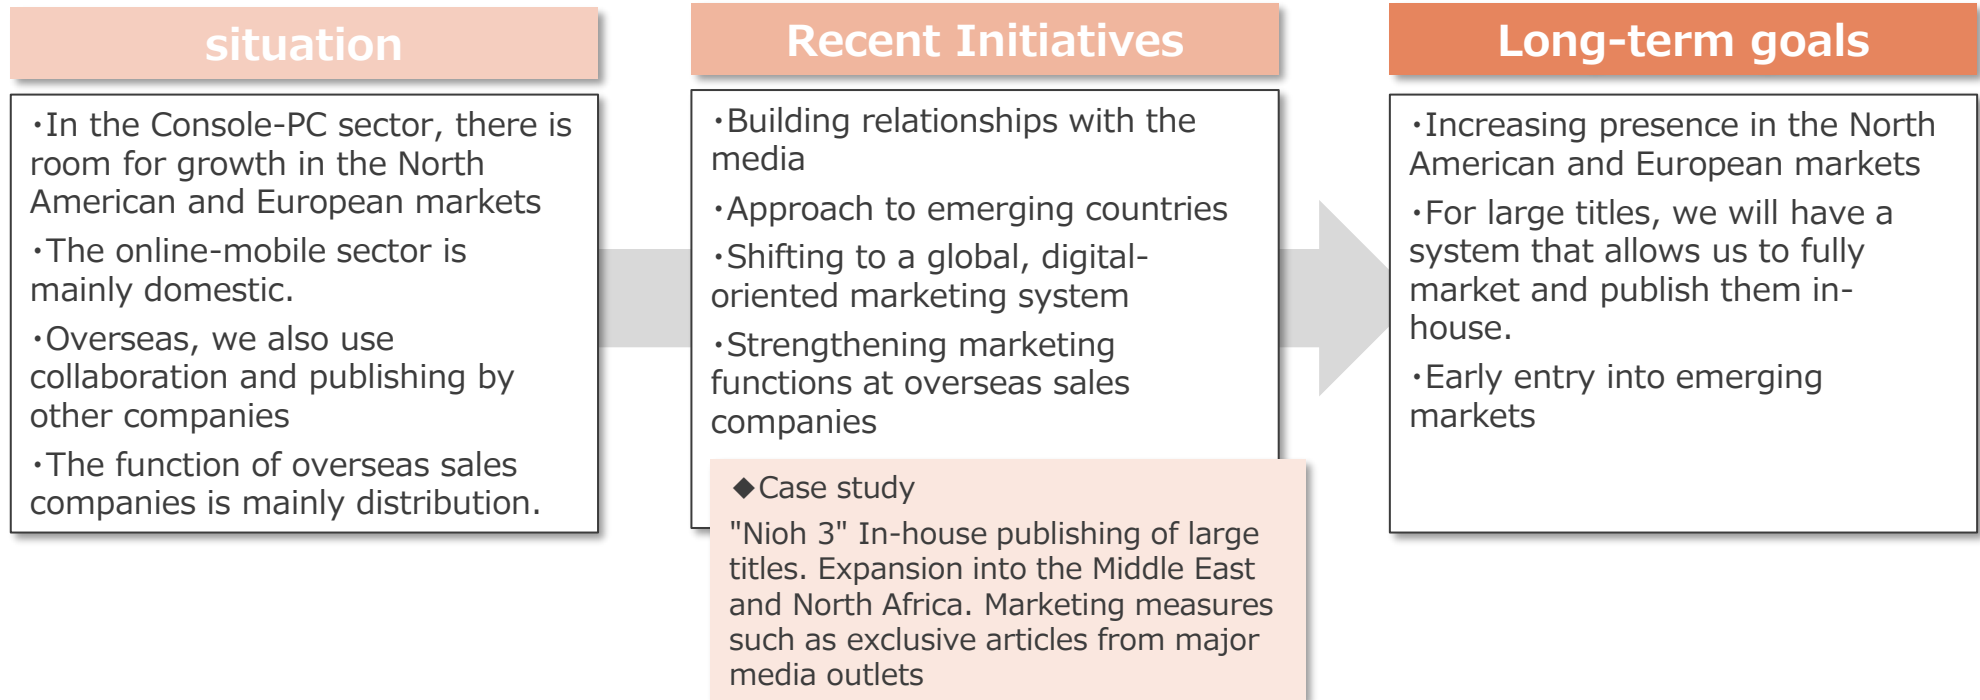 situation
・In the Console-PC sector, there is
room for growth in the North
American and European markets
・The online-mobile sector is
mainly domestic.
・Overseas, we also use
collaboration and publishing by
other companies
・The function of overseas sales
companies is mainly distribution.
Recent Initiatives
・Building relationships with the
media
・Approach to emerging countries
・Shifting to a global, digital-
oriented marketing system
・Strengthening marketing
functions at overseas sales
companies
◆Case study
"Nioh 3" In-house publishing of large
titles. Expansion into the Middle East
and North Africa. Marketing measures
such as exclusive articles from major
media outlets
Long-term goals
・Increasing presence in the North
American and European markets
・For large titles, we will have a
system that allows us to fully
market and publish them in-
house.
・Early entry into emerging
markets